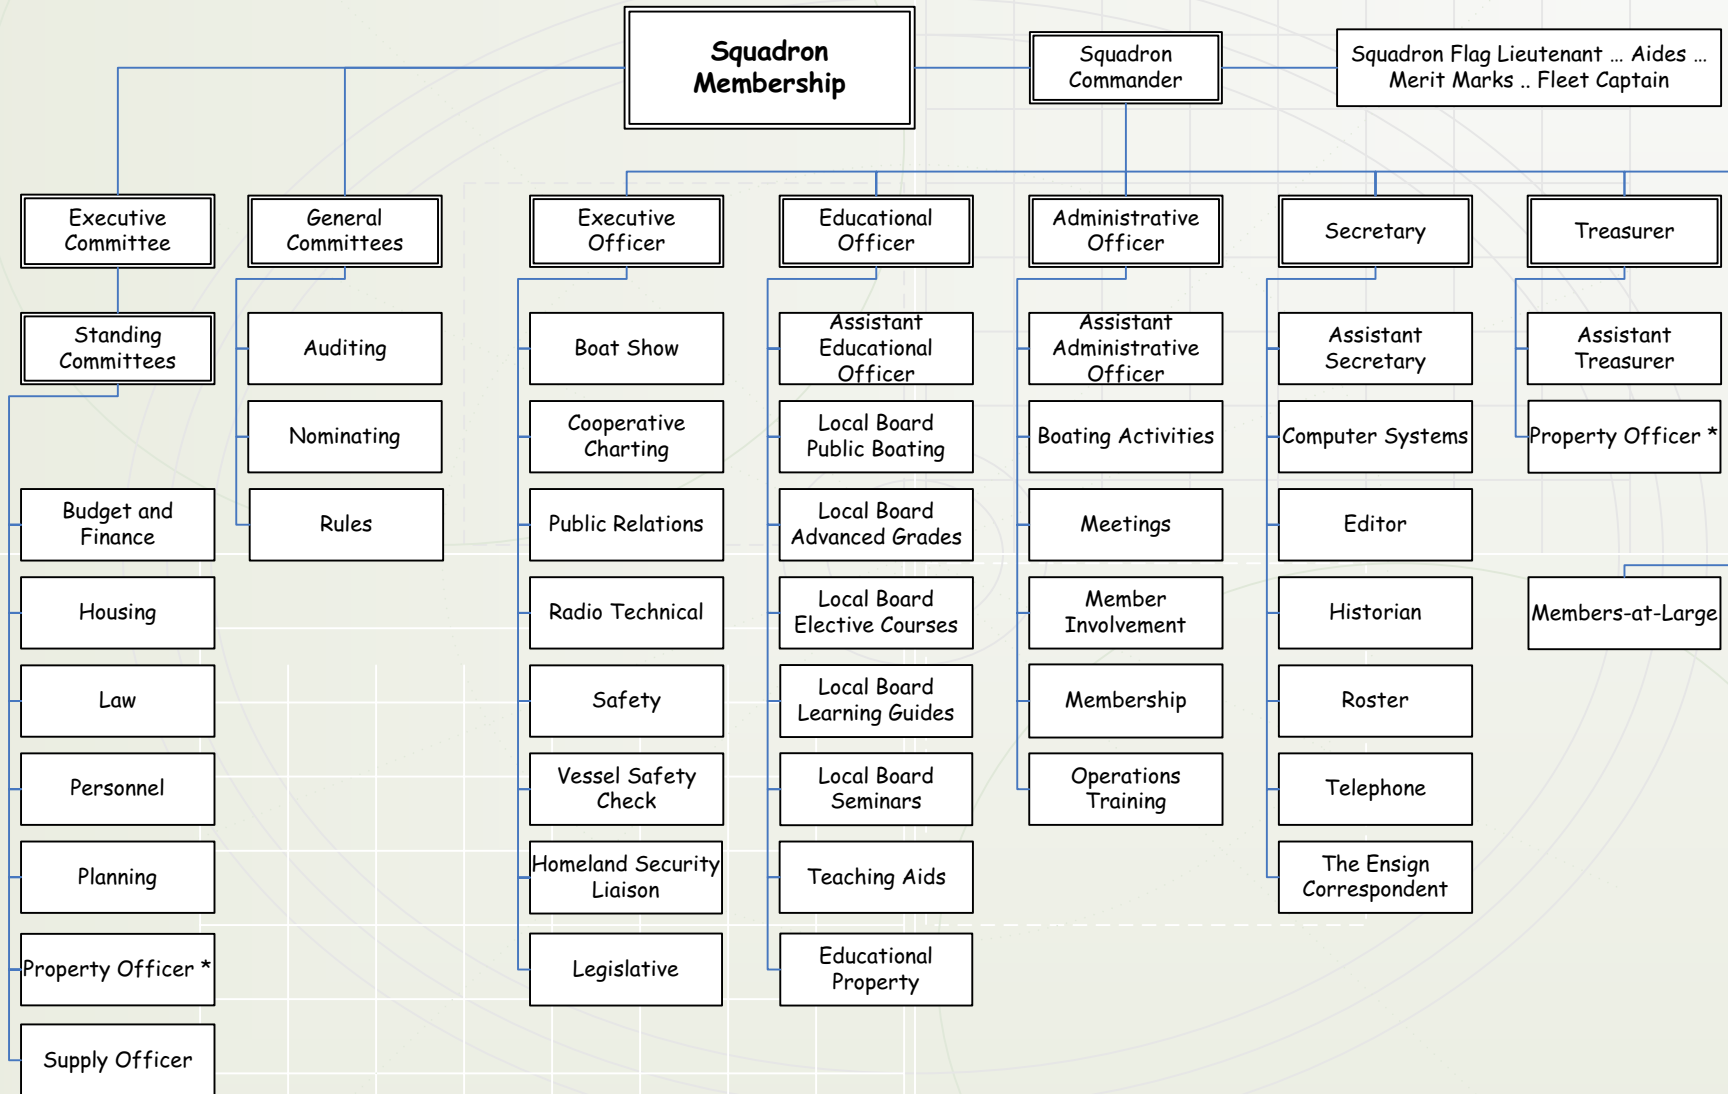 Squadron
Membership
Squadron
Commander
Squadron Flag Lieutenant … Aides …
Merit Marks .. Fleet Captain
Executive
Committee
General
Committees
Executive
Officer
Educational
Officer
Administrative
Officer
Secretary
Treasurer
Standing
Committees
Auditing
Boat Show
Assistant
Educational
Officer
Assistant
Administrative
Officer
Assistant
Secretary
Assistant
Treasurer
Nominating
Cooperative
Charting
Local Board
Public Boating
Boating Activities
Computer Systems
Property Officer *
Budget and
Finance
Rules
Public Relations
Local Board
Advanced Grades
Meetings
Editor
Housing
Radio Technical
Local Board
Elective Courses
Member
Involvement
Historian
Members-at-Large
Law
Safety
Local Board
Learning Guides
Membership
Roster
Personnel
Vessel Safety
Check
Local Board
Seminars
Operations
Training
Telephone
Planning
Homeland Security
Liaison
Teaching Aids
The Ensign
Correspondent
Property Officer *
Legislative
Educational
Property
Supply Officer